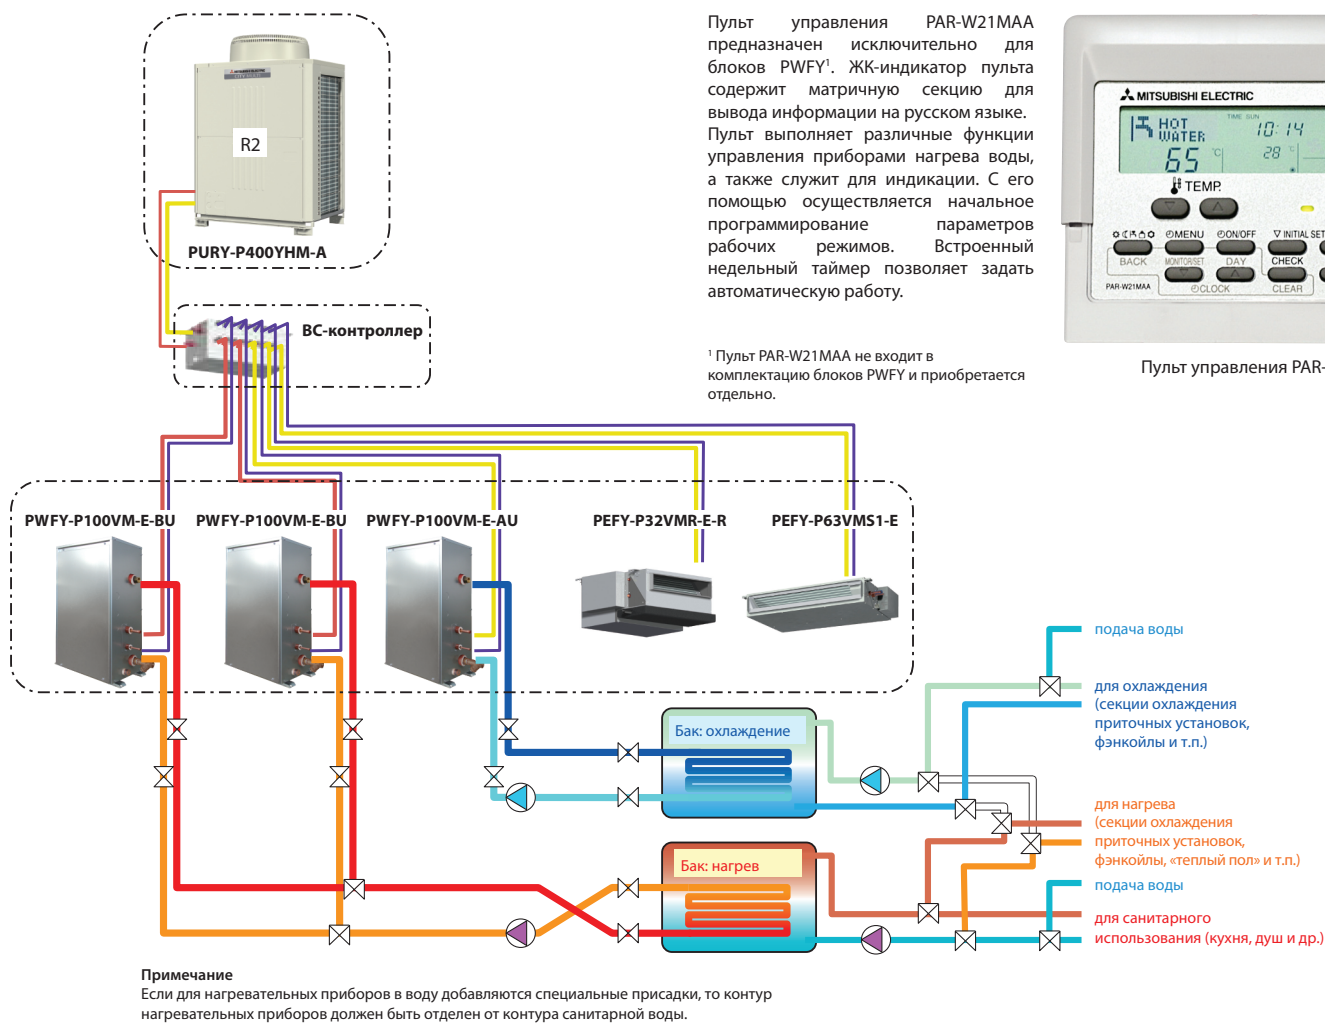 R2
PURY-P400YHM-A
BC-контроллер
Пульт управления PAR-W21MAA
предназначен исключительно для
блоков PWFY¹. ЖК-индикатор пульта
содержит матричную секцию для
вывода информации на русском языке.
Пульт выполняет различные функции
управления приборами нагрева воды,
а также служит для индикации. С его
помощью осуществляется начальное
программирование параметров
рабочих режимов. Встроенный
недельный таймер позволяет задать
автоматическую работу.
¹ Пульт PAR-W21MAA не входит в
комплектацию блоков PWFY и приобретается
отдельно.
MITSUBISHI ELECTRIC
TIME SUN
HOT
WATER
10:14
65 °C
28 °C
TEMP.
MENU
ON/OFF
INITIAL SET
BACK
MONITOR/SET
DAY
CHECK
PAR-W21MAA
CLOCK
CLEAR
Пульт управления PAR-
PWFY-P100VM-E-BU
PWFY-P100VM-E-BU
PWFY-P100VM-E-AU
PEFY-P32VMR-E-R
PEFY-P63VMS1-E
подача воды
для охлаждения
(секции охлаждения
приточных установок,
фэнкойлы и т.п.)
Бак: охлаждение
для нагрева
(секции охлаждения
приточных установок,
фэнкойлы, «теплый пол» и т.п.)
Бак: нагрев
подача воды
для санитарного
использования (кухня, душ и др.)
Примечание
Если для нагревательных приборов в воду добавляются специальные присадки, то контур
нагревательных приборов должен быть отделен от контура санитарной воды.